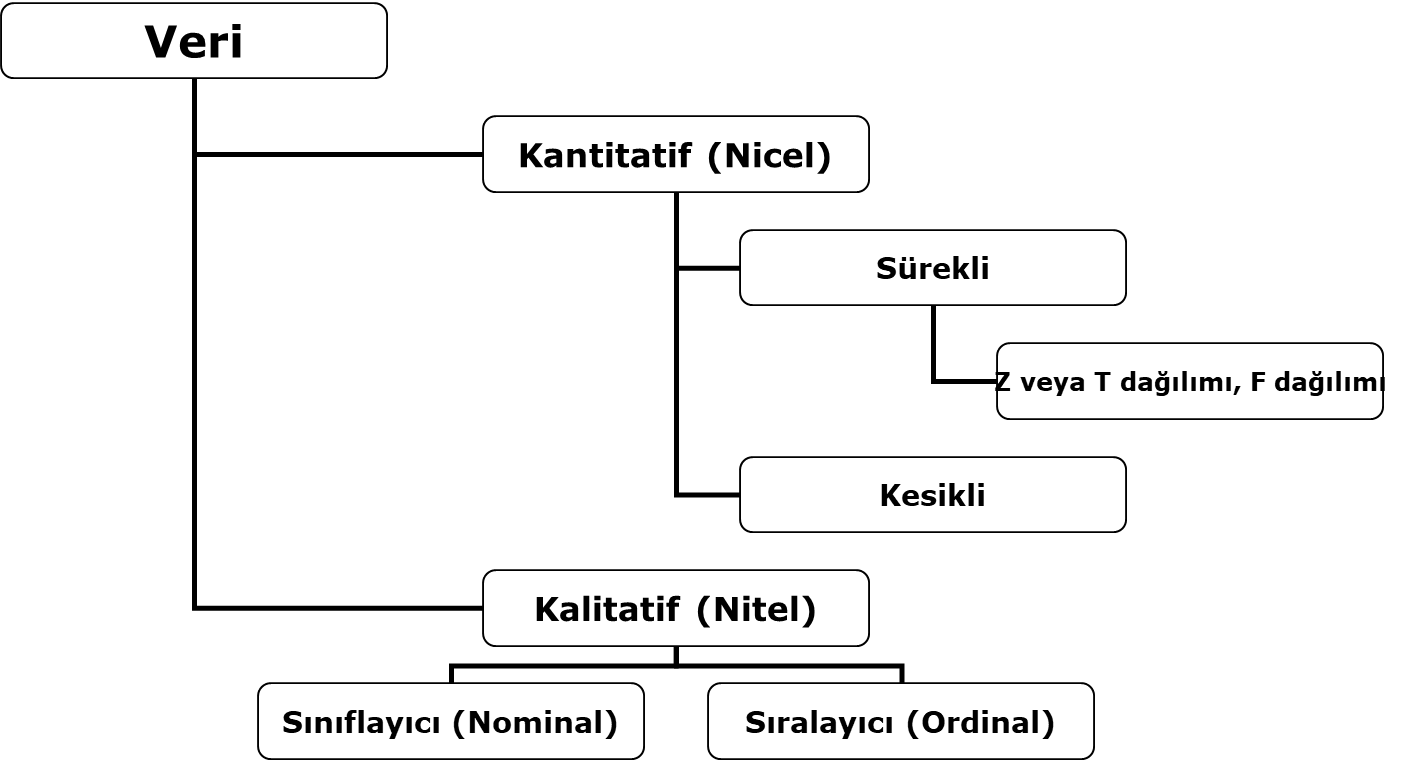 Veri
Kantitatif (Nicel)
Sürekli
Z veya T dağılımı, F dağılımı
Kesikli
Kalitatif (Nitel)
Sınıflayıcı (Nominal)
Sıralayıcı (Ordinal)